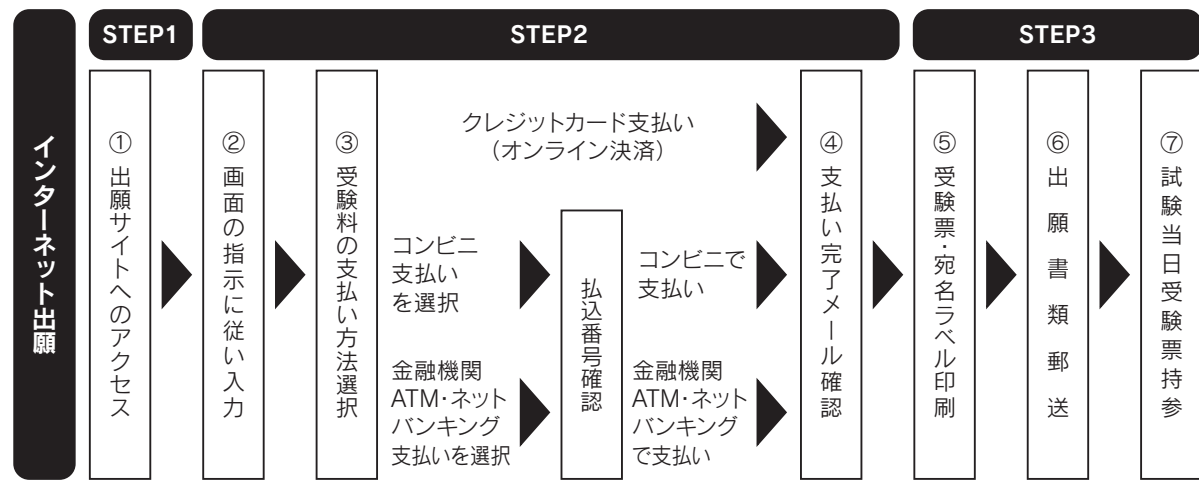 インターネット出願
STEP1
STEP2
STEP3
①出願サイトへのアクセス
②画面の指示に従い入力
③受験料の支払い方法選択
クレジットカード支払い
（オンライン決済）
コンビニ
支払い
を選択
金融機関
ATM・ネット
バンキング
支払いを選択
払込番号確認
コンビニで
支払い
金融機関
ATM・ネット
バンキング
で支払い
④支払い完了メール確認
⑤受験票・宛名ラベル印刷
⑥出願書類郵送
⑦試験当日受験票持参